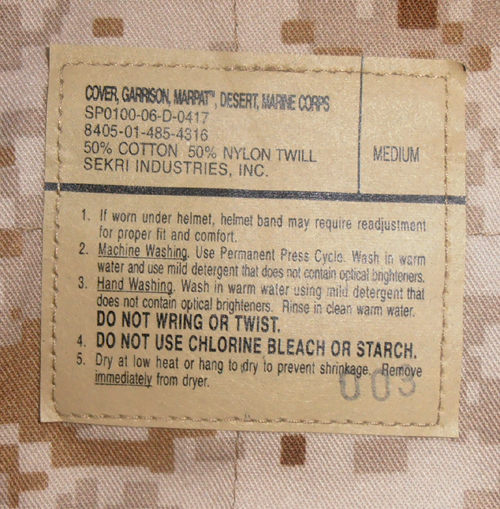 COVER, GARRISON, MARPAT™, DESERT, MARINE CORPS
SP0100-06-D-0417
8405-01-485-4316
50% COTTON 50% NYLON TWILL
SEKRI INDUSTRIES, INC.
MEDIUM
1. If worn under helmet, helmet band may require readjustment
for proper fit and comfort.
2. Machine Washing. Use Permanent Press Cycle. Wash in warm
water and use mild detergent that does not contain optical brighteners.
3. Hand Washing. Wash in warm water using mild detergent that
does not contain optical brighteners. Rinse in clean warm water.
DO NOT WRING OR TWIST.
4. DO NOT USE CHLORINE BLEACH OR STARCH.
5. Dry at low heat or hang to dry to prevent shrinkage. Remove
immediately from dryer.
003